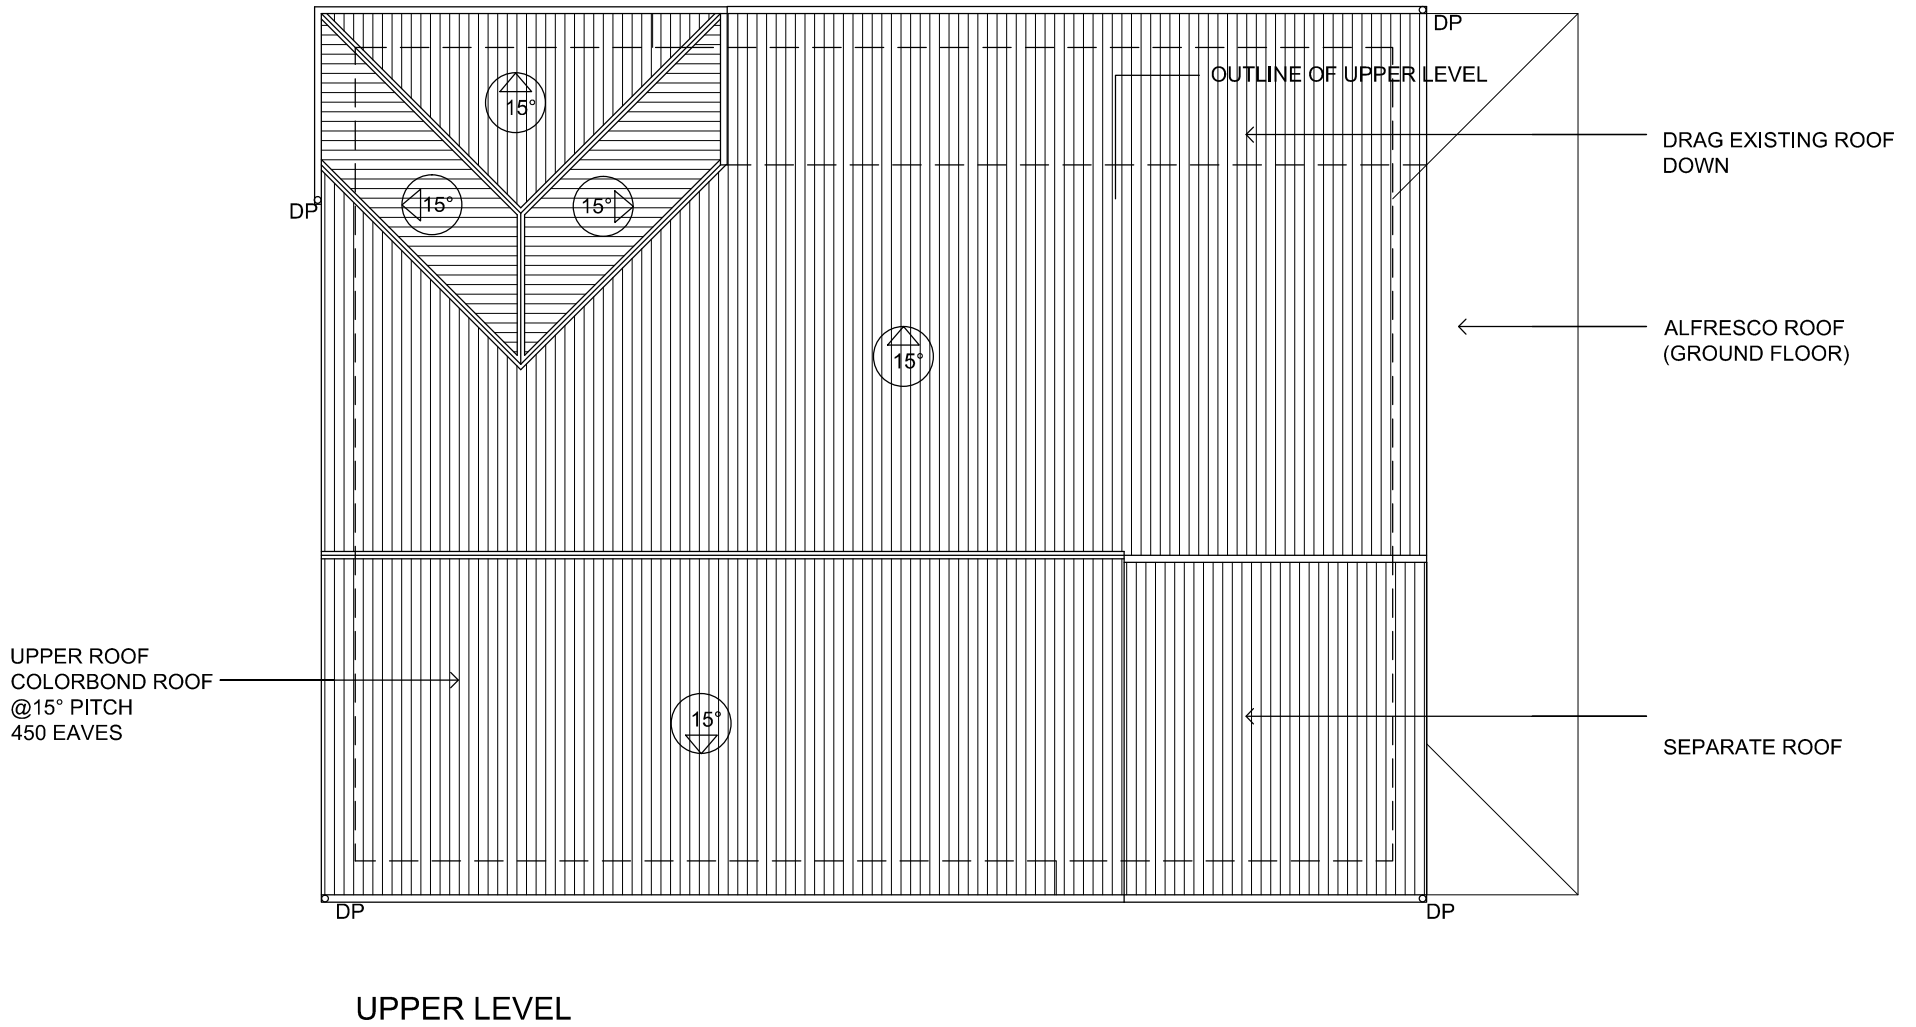 DP
OUTLINE OF UPPER LEVEL
15°
DRAG EXISTING ROOF
DOWN
DP
15°
15°
ALFRESCO ROOF
(GROUND FLOOR)
15°
UPPER ROOF
COLORBOND ROOF
@15° PITCH
450 EAVES
15°
SEPARATE ROOF
DP
DP
UPPER LEVEL